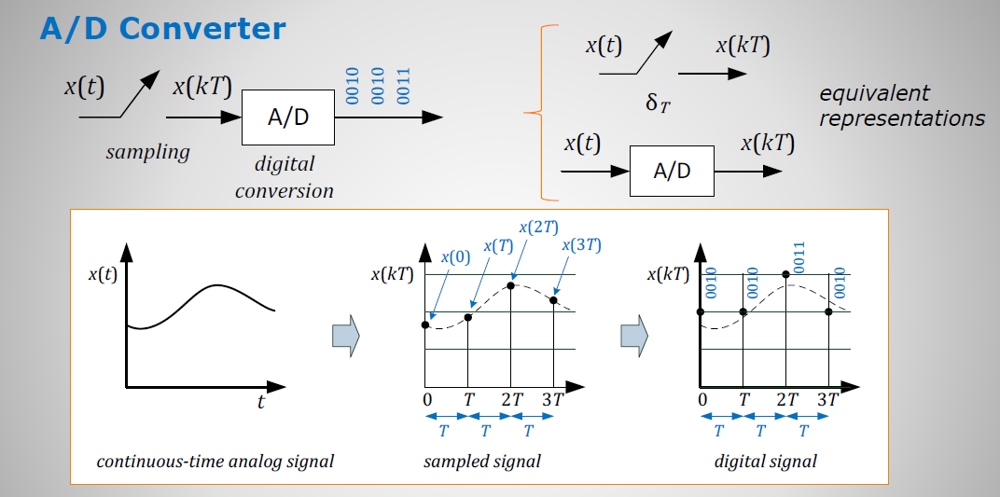 A/D Converter
x(t)
x(kT)
A/D
0010
0010
0011
sampling
digital
conversion
x(t)
x(kT)
δT
x(t)
A/D
x(kT)
equivalent
representations
x(t)
t
continuous-time analog signal
x(kT)
x(0)
x(T)
x(2T)
x(3T)
0 T 2T 3T
T T T
sampled signal
x(kT)
0010
0010
0011
0010
0 T 2T 3T
T T T
digital signal